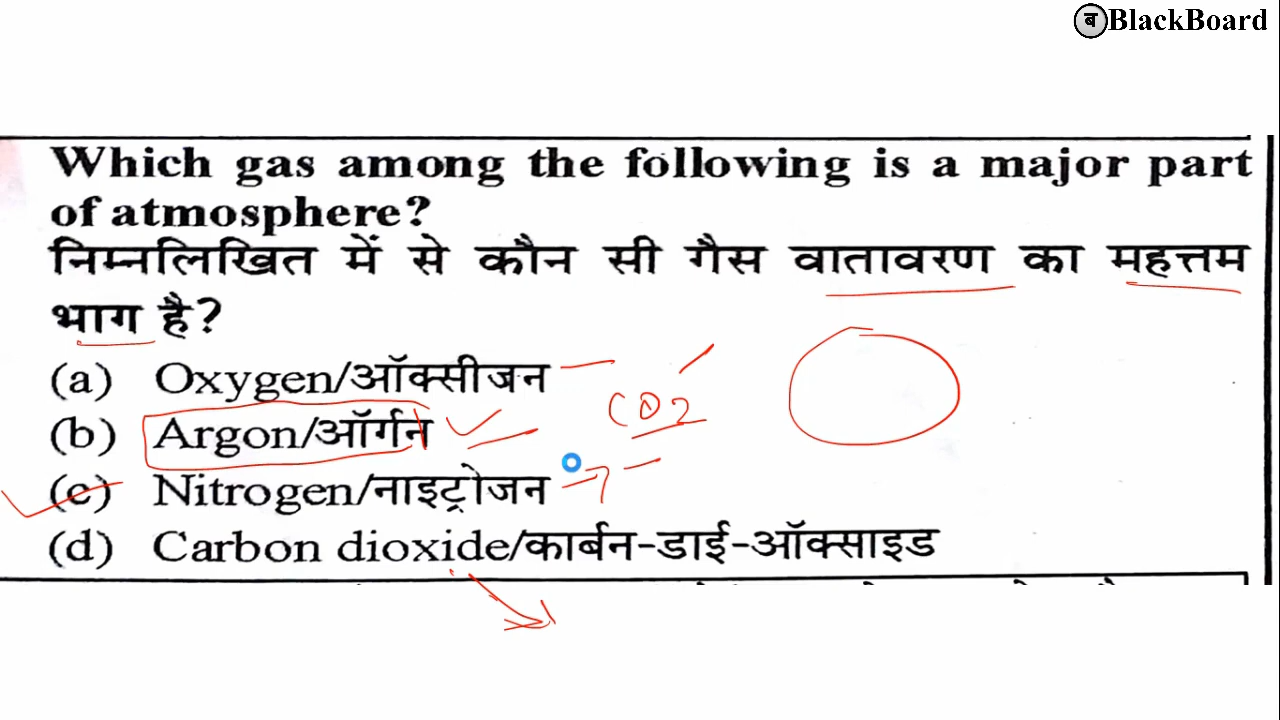 ब BlackBoard
Which gas among the following is a major part
of atmosphere?
निम्नलिखित में से कौन सी गैस वातावरण का महत्तम
भाग है?
(a) Oxygen/ऑक्सीजन
(b) Argon/ऑर्गन
CO2
(c) Nitrogen/नाइट्रोजन
(d) Carbon dioxide/कार्बन-डाई-ऑक्साइड